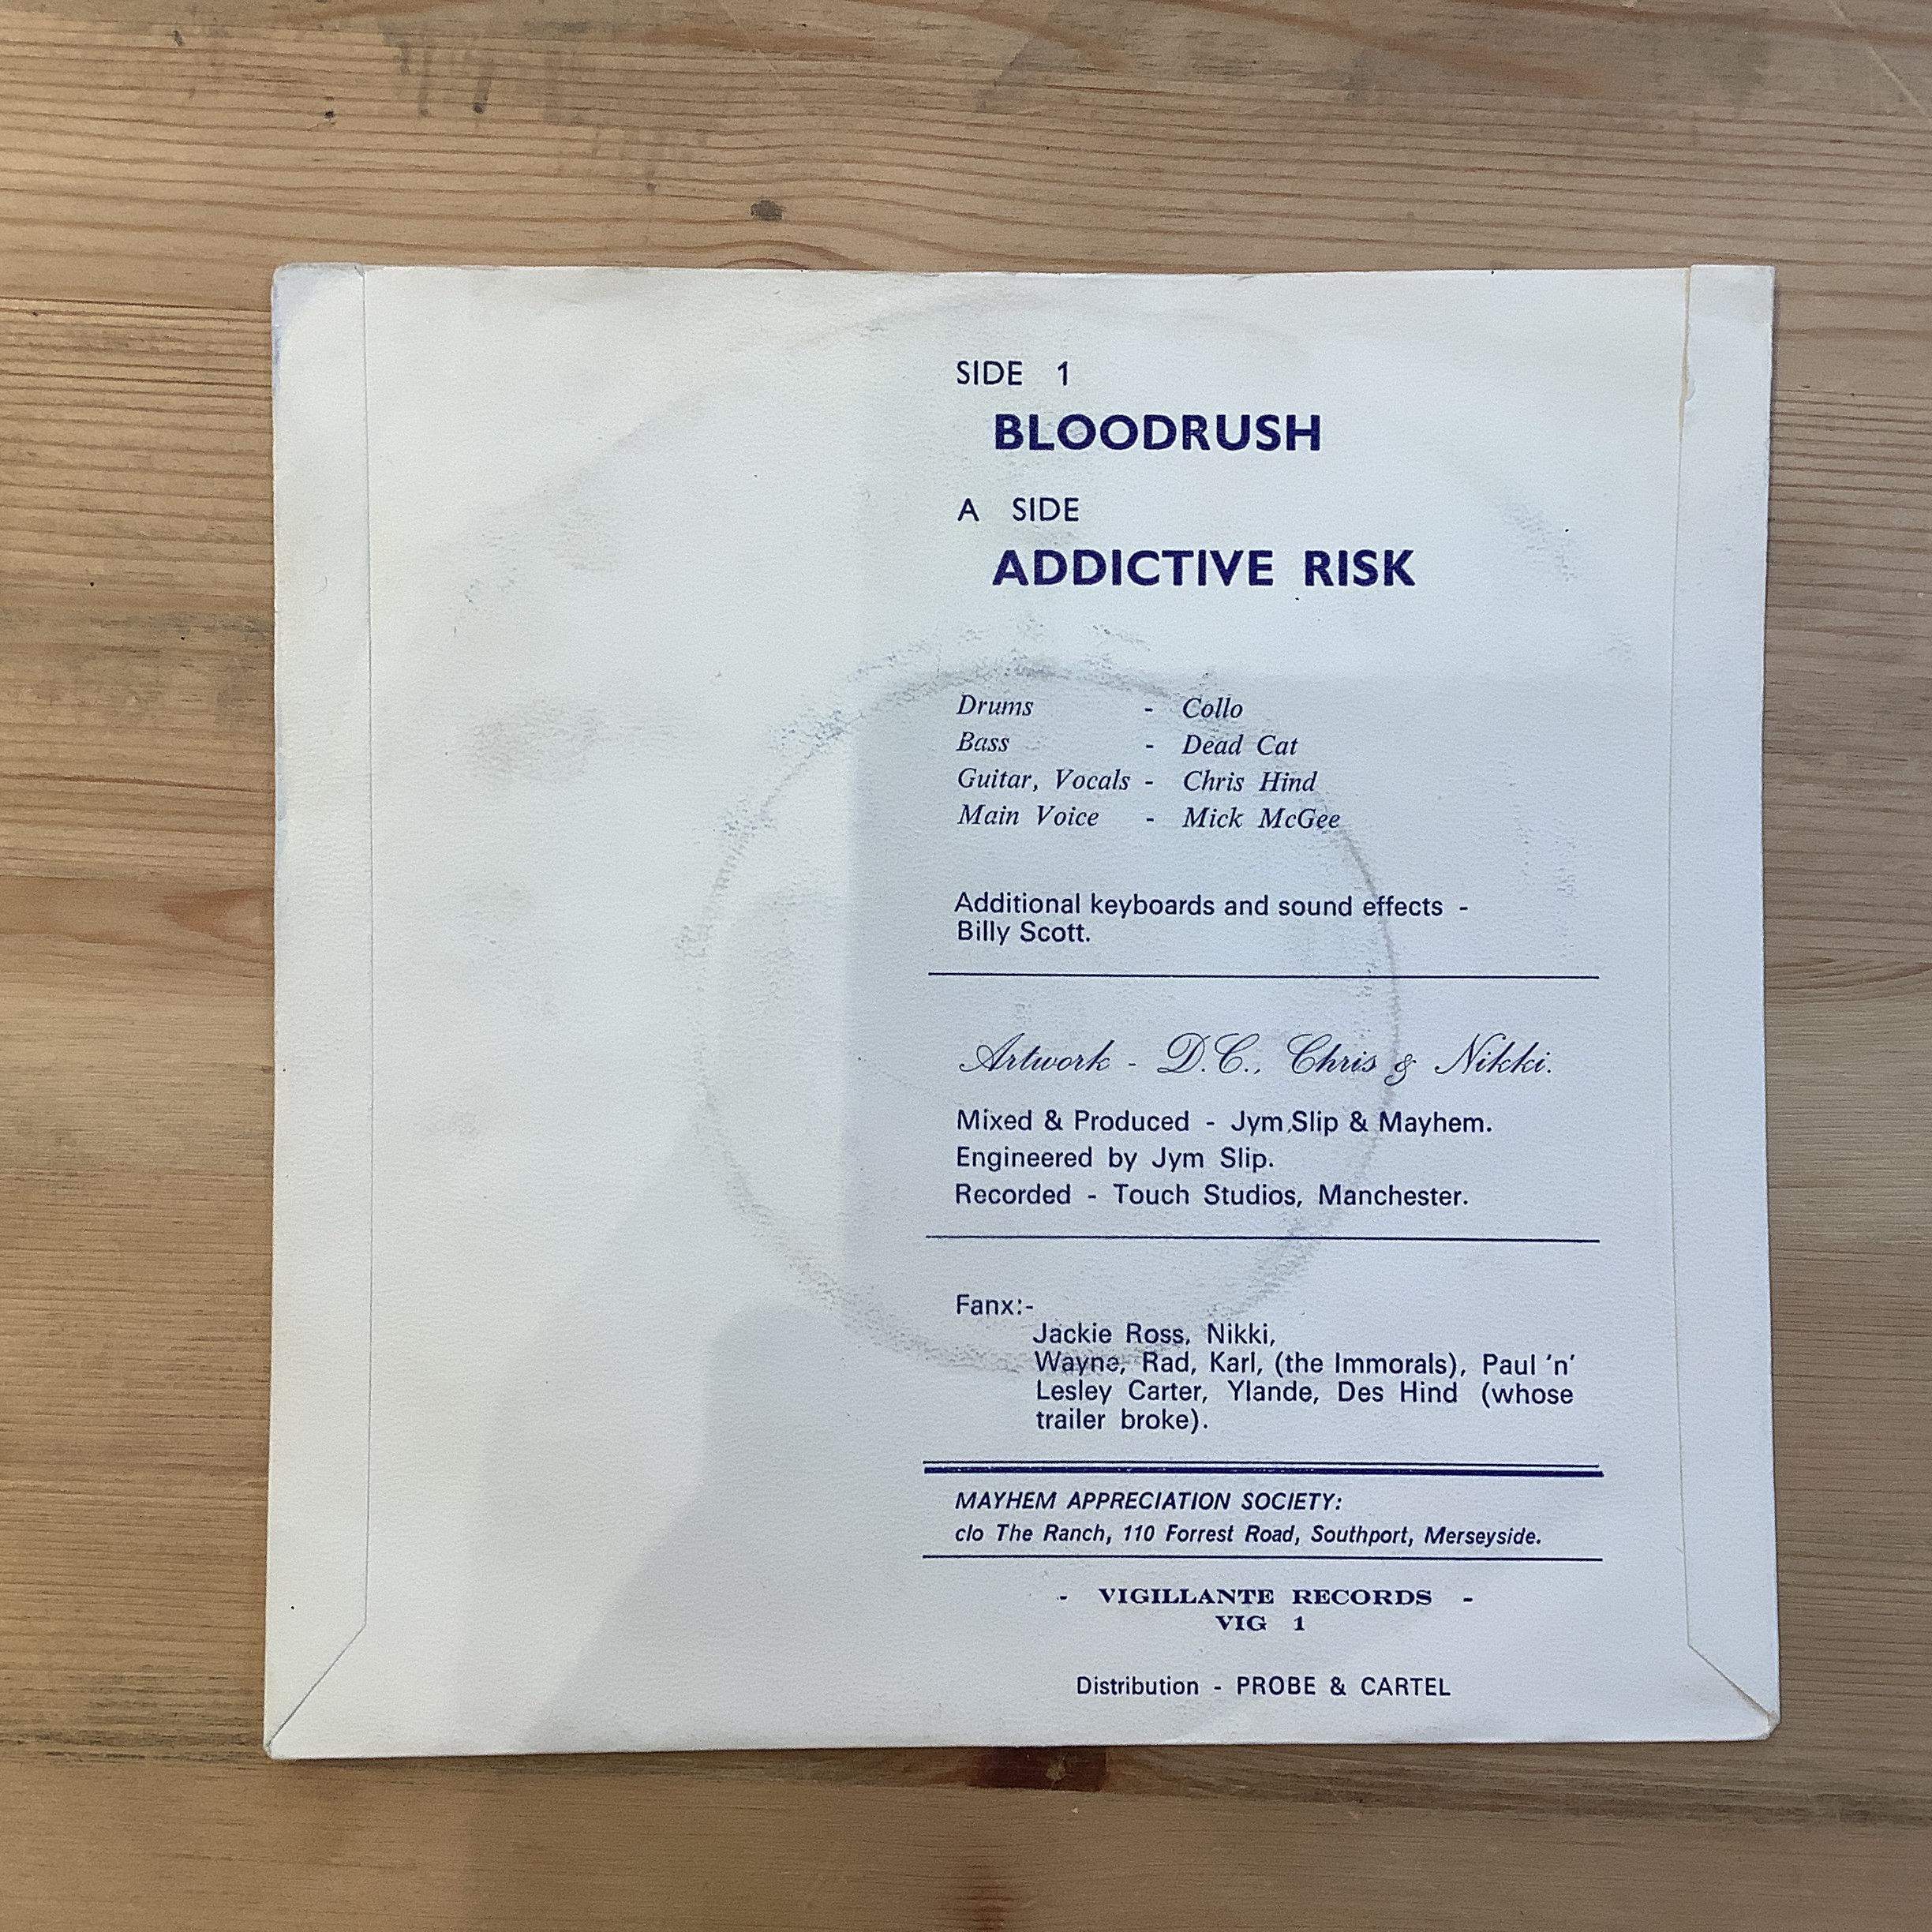 SIDE 1
BLOODRUSH
A SIDE
ADDICTIVE RISK
Drums - Collo
Bass - Dead Cat
Guitar, Vocals - Chris Hind
Main Voice - Mick McGee
Additional keyboards and sound effects -
Billy Scott.
Artwork - D.C., Chris & Nikki.
Mixed & Produced - Jym Slip & Mayhem.
Engineered by Jym Slip.
Recorded - Touch Studios, Manchester.
Fanx:-
Jackie Ross, Nikki,
Wayne, Rad, Karl, (the Immorals), Paul 'n'
Lesley Carter, Ylande, Des Hind (whose
trailer broke).
MAYHEM APPRECIATION SOCIETY:
clo The Ranch, 110 Forrest Road, Southport, Merseyside.
- VIGILLANTE RECORDS -
VIG 1
Distribution - PROBE & CARTEL